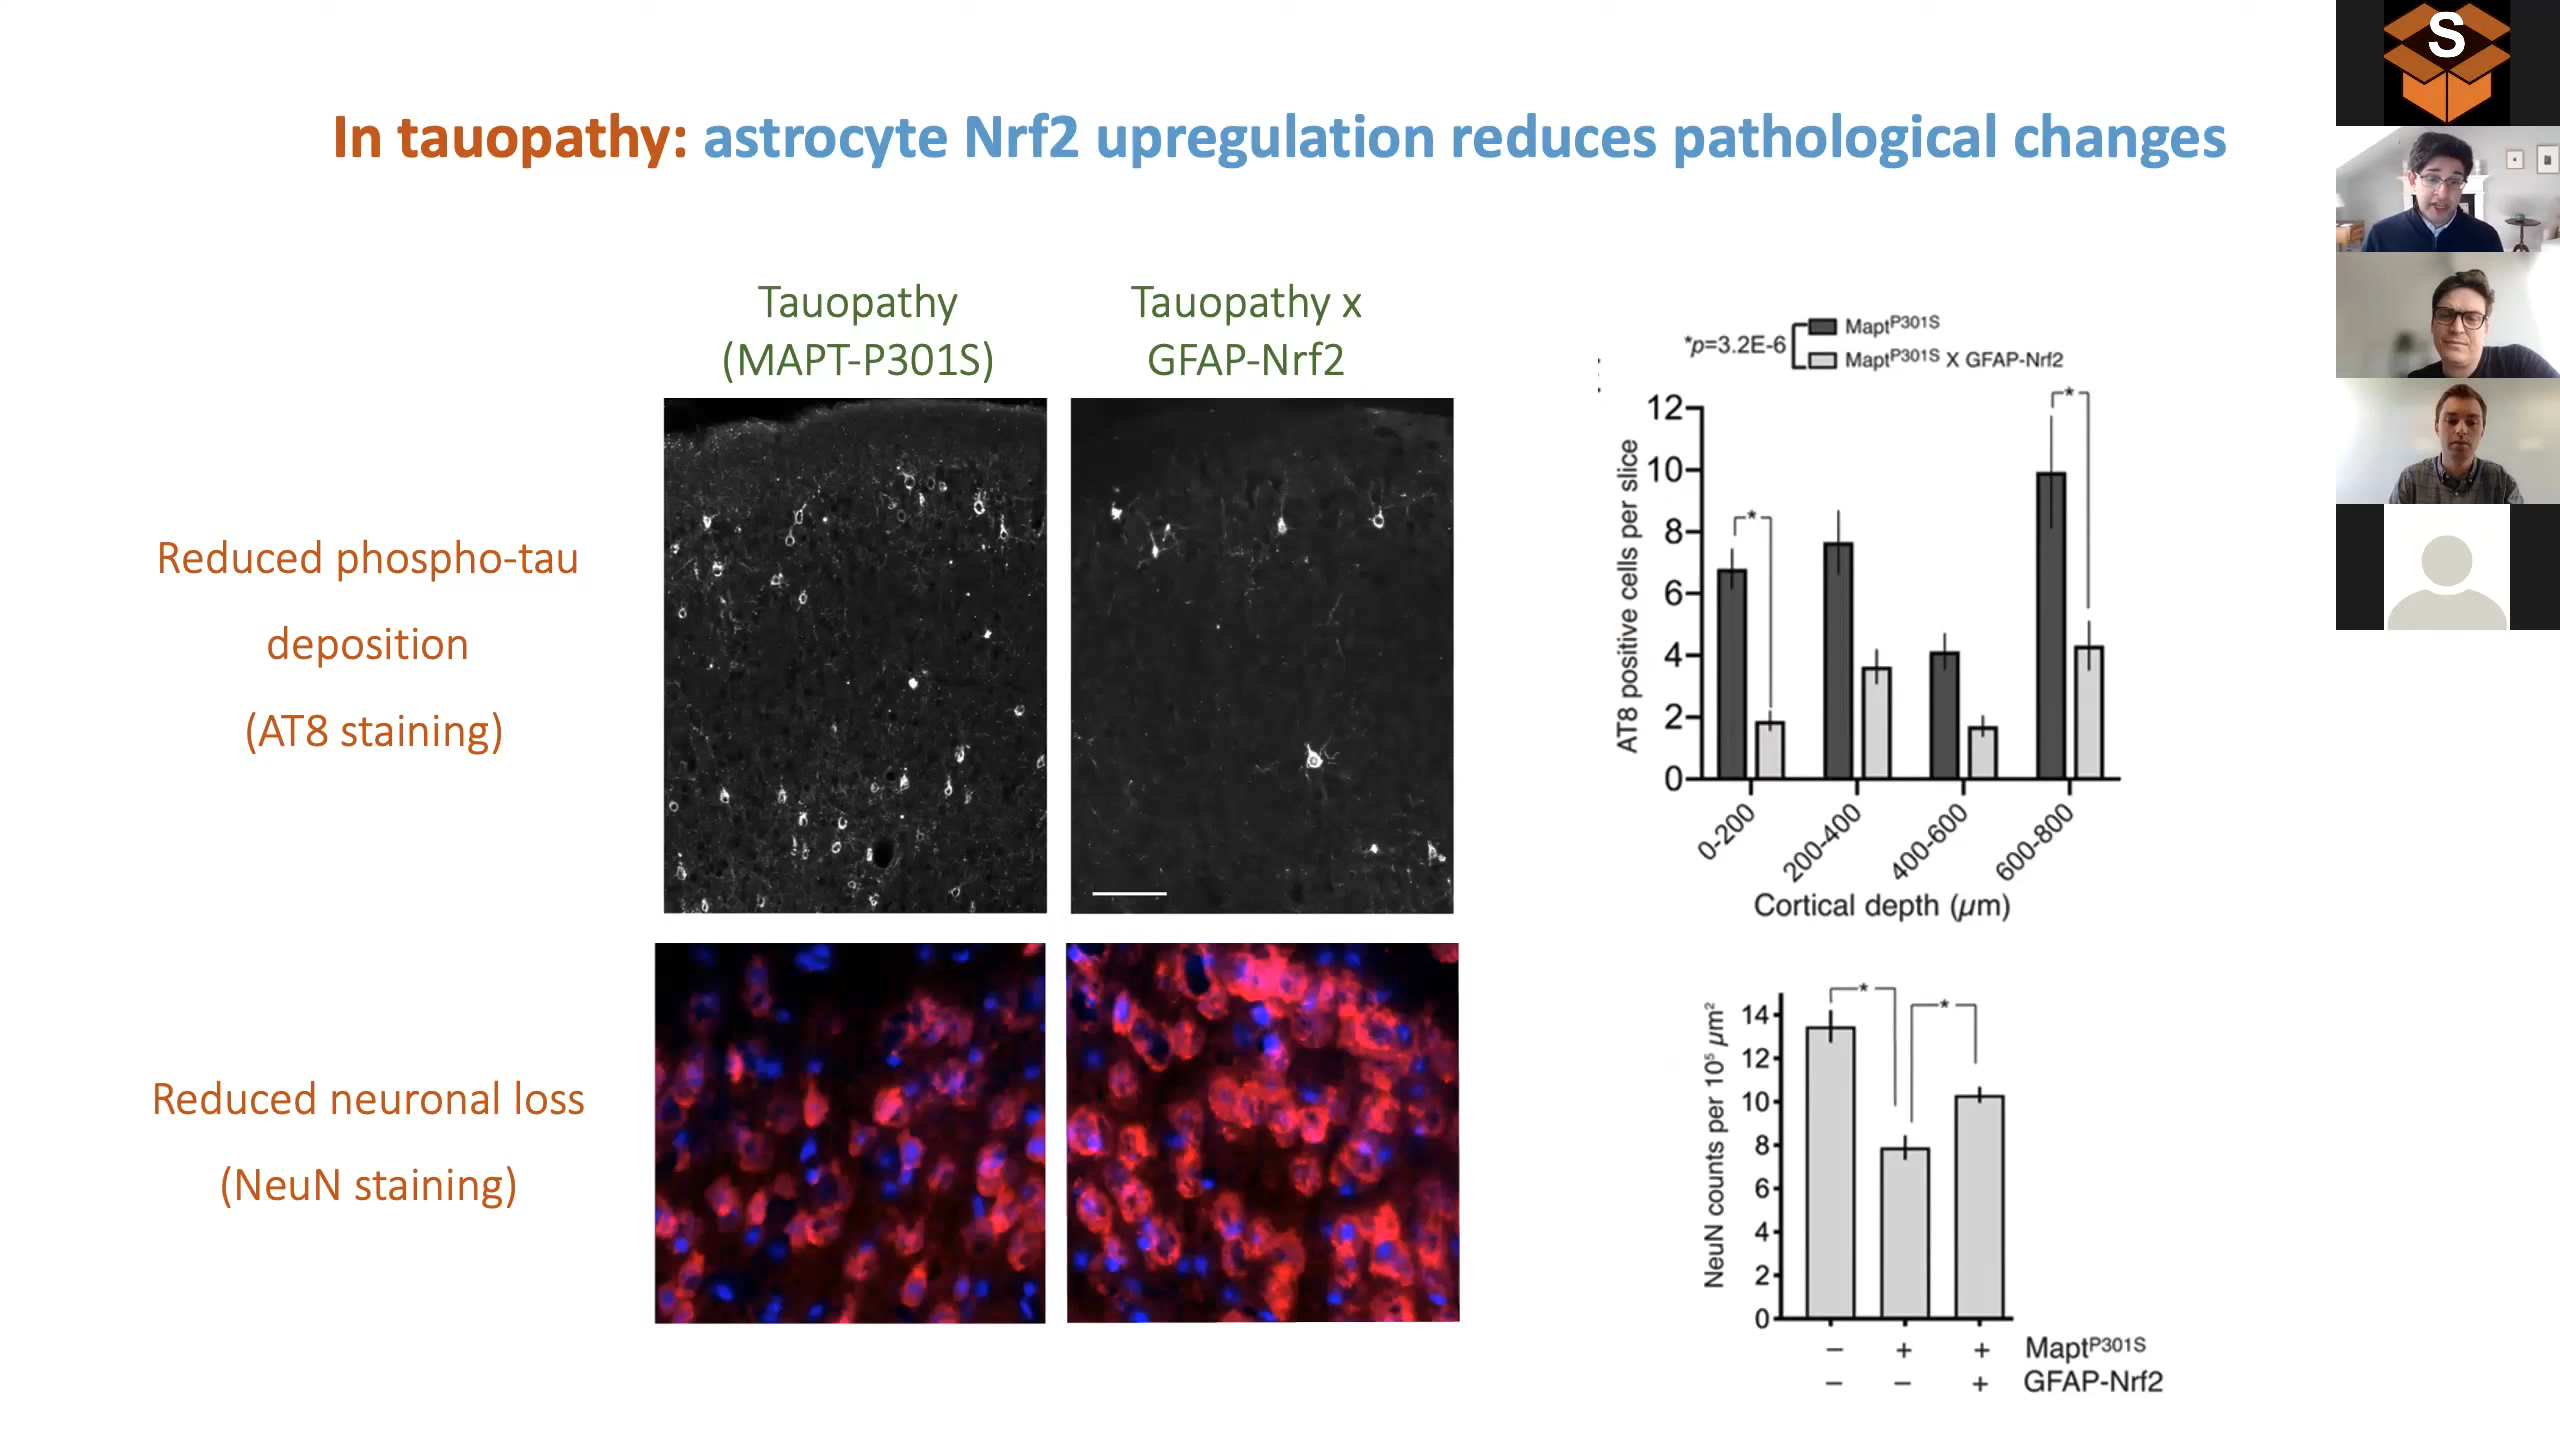 S
In tauopathy: astrocyte Nrf2 upregulation reduces pathological changes
Tauopathy
(MAPT-P301S)
Tauopathy x
GFAP-Nrf2
Reduced phospho-tau
deposition
(AT8 staining)
Reduced neuronal loss
(NeuN staining)
*p=3.2E-6
MaptP301S
MaptP301S X GFAP-Nrf2
AT8 positive cells per slice
12
10
8
6
4
2
0
* *
0-200
200-400
400-600
600-800
Cortical depth (µm)
NeuN counts per 10⁵ µm²
14
12
10
8
6
4
2
0
* *
− + + MaptP301S
− − + GFAP-Nrf2